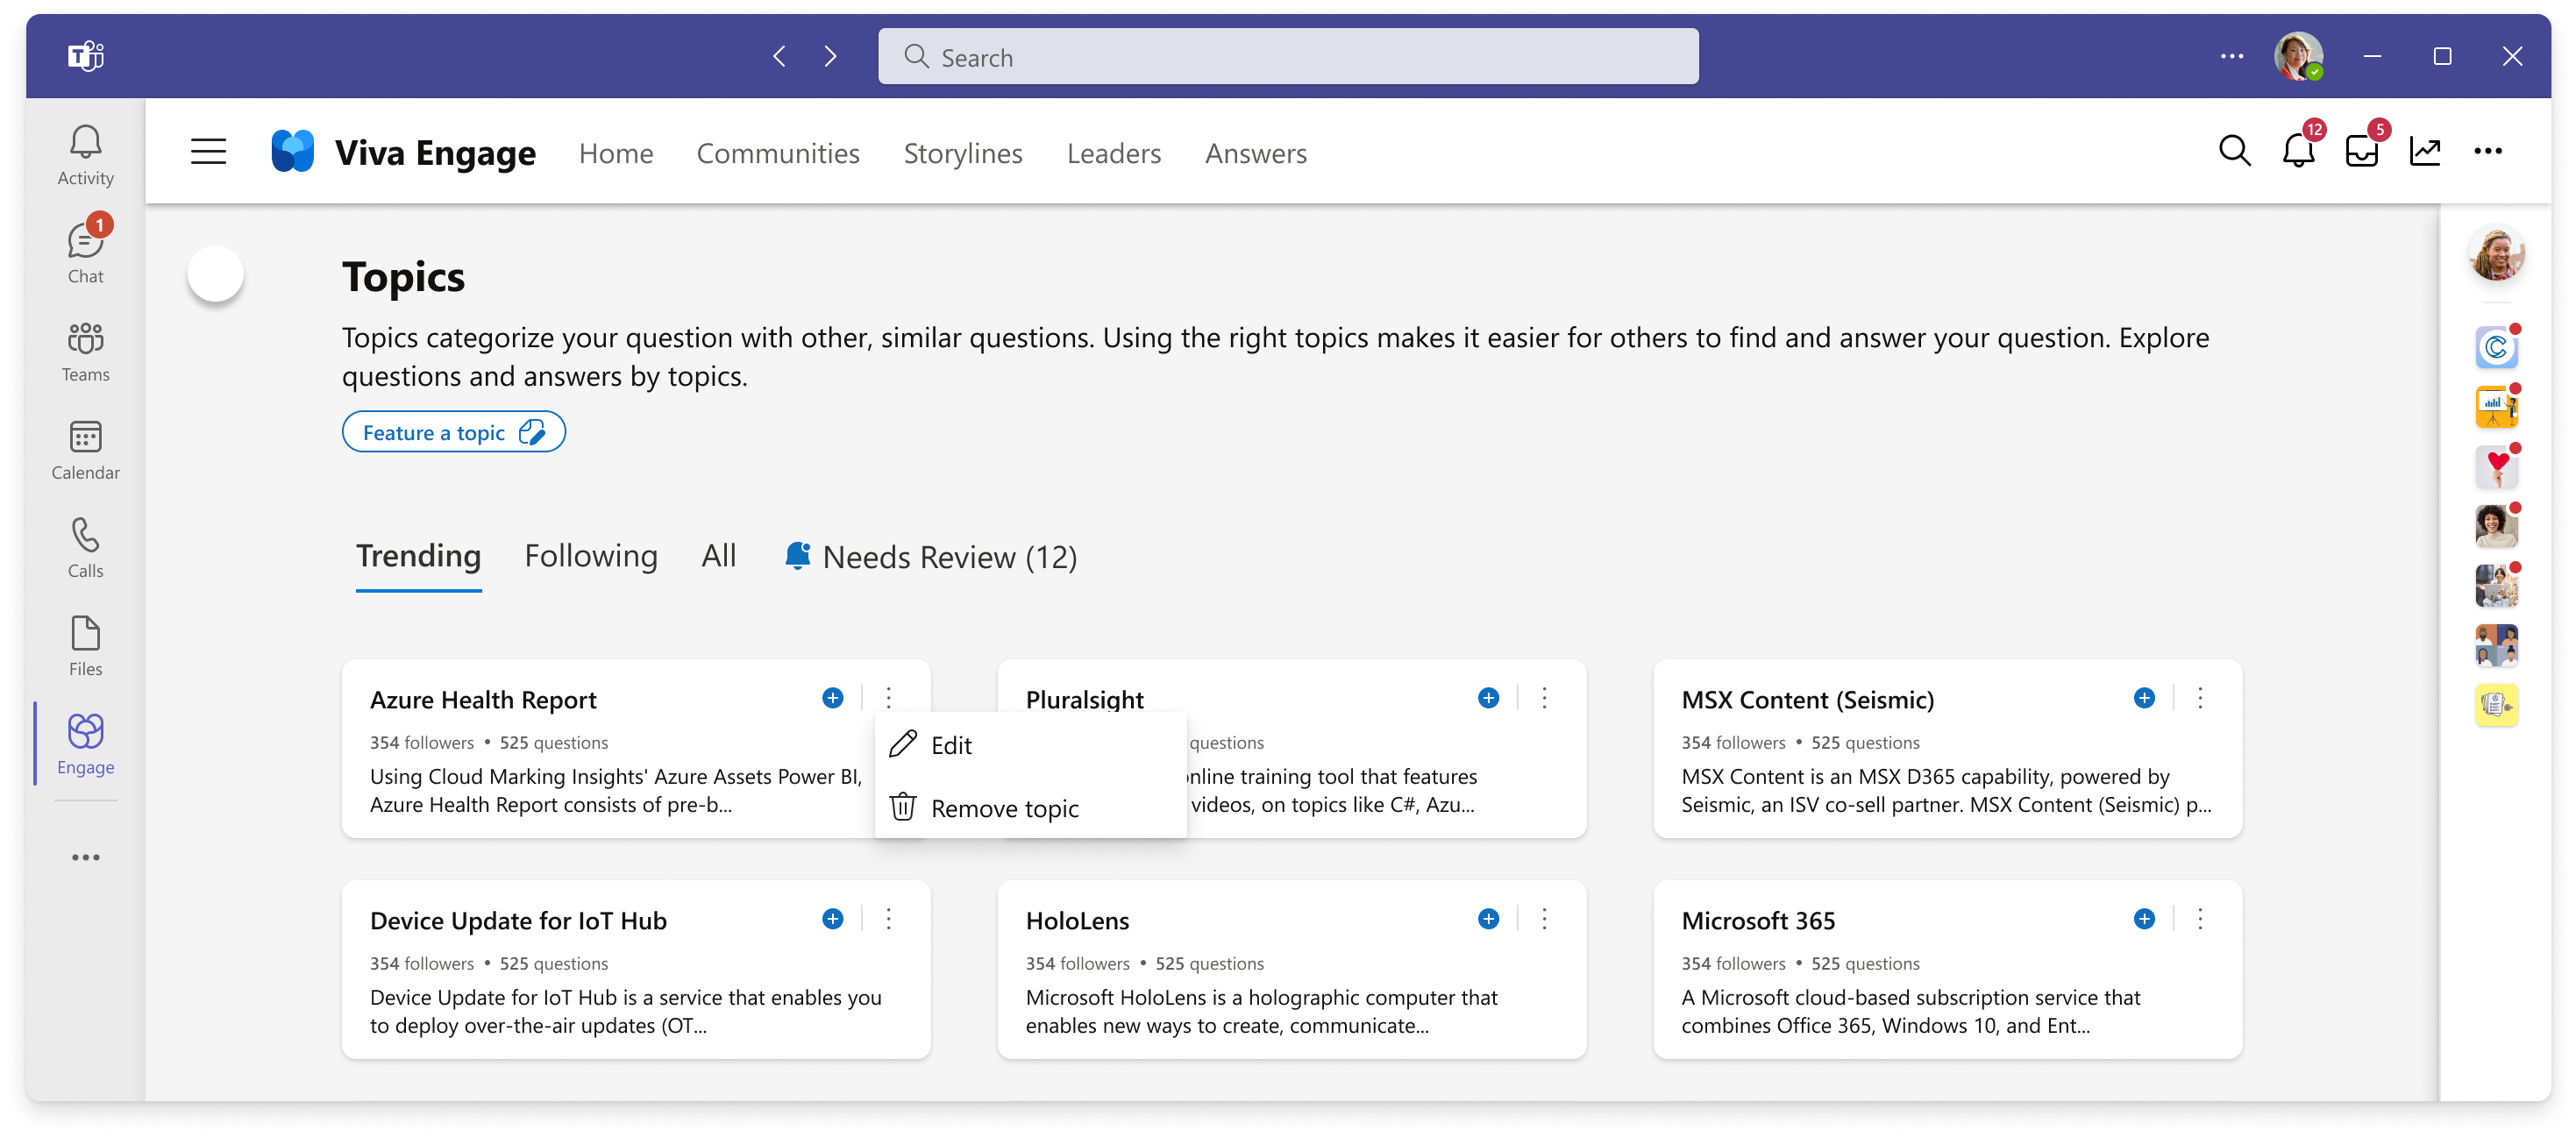 Search
Activity
1
Chat
Teams
Calendar
Calls
Files
Engage
Viva Engage
Home
Communities
Storylines
Leaders
Answers
12
5
Topics
Topics categorize your question with other, similar questions. Using the right topics makes it easier for others to find and answer your question. Explore
questions and answers by topics.
Feature a topic
Trending
Following
All
Needs Review (12)
Azure Health Report
354 followers • 525 questions
Using Cloud Marking Insights' Azure Assets Power BI,
Azure Health Report consists of pre-b...
Edit
Remove topic
Pluralsight
questions
online training tool that features
videos, on topics like C#, Azu...
MSX Content (Seismic)
354 followers • 525 questions
MSX Content is an MSX D365 capability, powered by
Seismic, an ISV co-sell partner. MSX Content (Seismic) p...
Device Update for IoT Hub
354 followers • 525 questions
Device Update for IoT Hub is a service that enables you
to deploy over-the-air updates (OT...
HoloLens
354 followers • 525 questions
Microsoft HoloLens is a holographic computer that
enables new ways to create, communicate...
Microsoft 365
354 followers • 525 questions
A Microsoft cloud-based subscription service that
combines Office 365, Windows 10, and Ent...